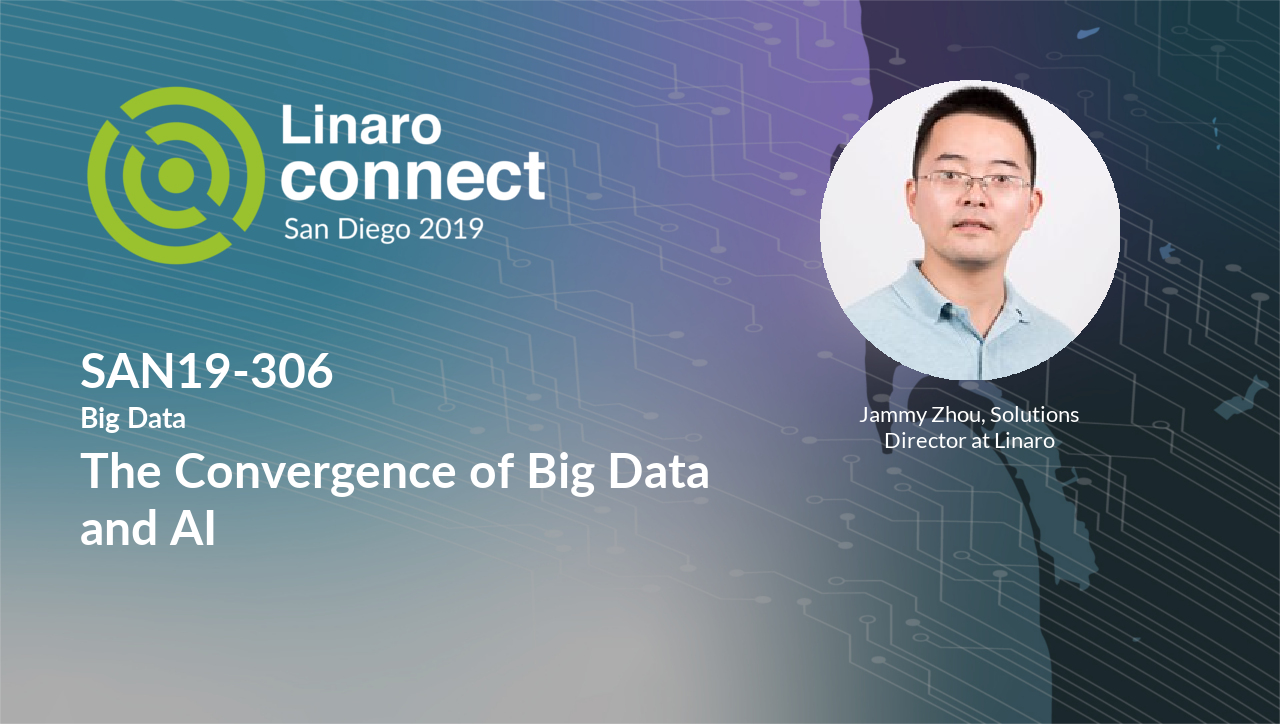 Linaro
connect
San Diego 2019
SAN19-306
Big Data
The Convergence of Big Data
and AI
Jammy Zhou, Solutions
Director at Linaro